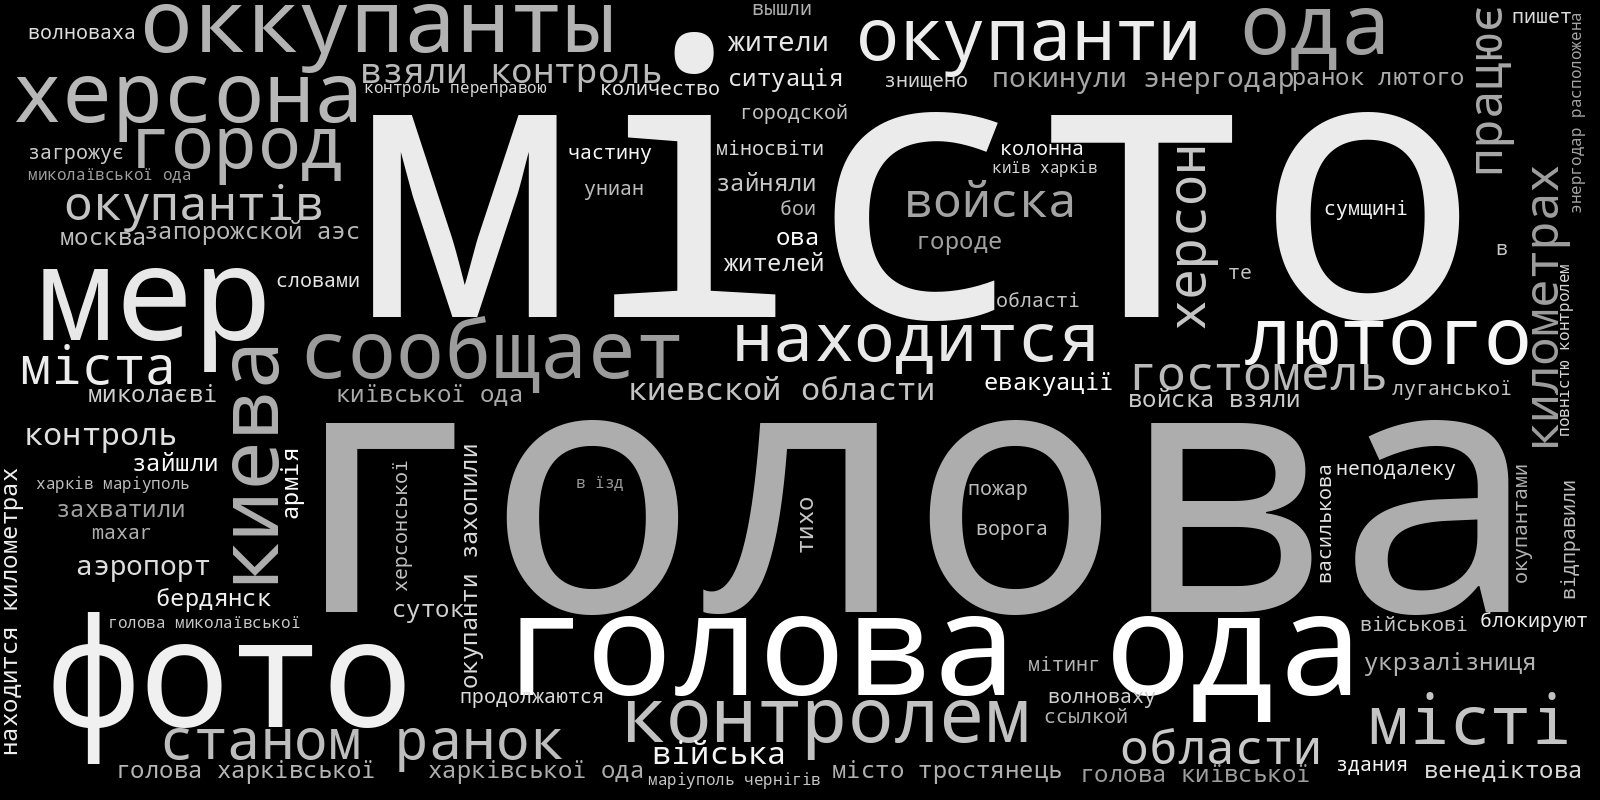 волноваха
оккупанты
вышли
жители
окупанти
ода
працює
пишет
энергодар расположена
херсона
взяли контроль
контроль переправою
количество
ситуація
знищено
покинули энергодар
ранок лютого
городской
город
загрожує
миколаївської ода
місто
частину
униан
міносвіти
зайняли
бои
ова
жителей
колонна
київ харків
войска
городе
області
херсон
те
сумщині
в
километрах
повністю контролем
окупантів
москва
запорожской аэс
мер
словами
сообщает
находится
лютого
міста
миколаєві
киева
київської ода
киевской области
евакуації
гостомель
войска взяли
луганської
контроль
зайшли
харків маріуполь
захватили
maxar
аэропорт
бердянск
армія
находится километрах
голова
херсонської
окупанти захопили
в їзд
тихо
пожар
ворога
василькова
неподалеку
окупантами
відправили
суток
голова миколаївської
фото
голова ода
військові
блокируют
мітинг
укрзалізниця
продолжаются
волноваху
ссылкой
контролем
місті
станом ранок
війська
области
голова харківської
харківської ода
маріуполь чернігів
місто тростянець
голова київської
здания
венедіктова